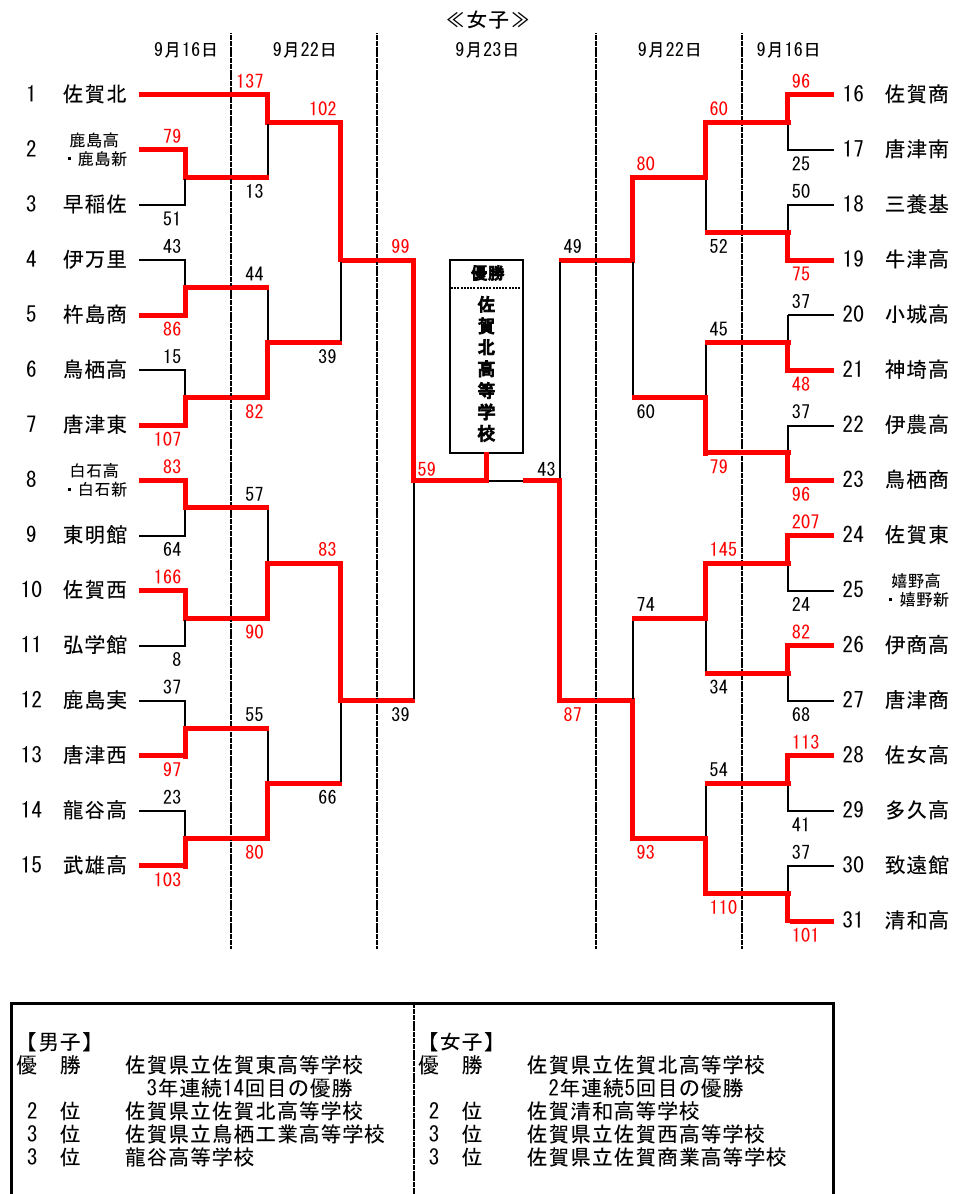 ≪女子≫
9月16日 9月22日 9月23日 9月22日 9月16日
137 96
1 佐賀北 16 佐賀商
102 60
2 鹿島高・鹿島新 79 17 唐津南
25
13 80
3 早稲佐 50 18 三養基
51
43 99 49 52
4 伊万里 19 牛津高
44 優勝 75
佐賀北高等学校
37
5 杵島商 20 小城高
86 45
15 39
6 鳥栖高 21 神埼高
48
82 60 37
7 唐津東 22 伊農高
107
8 白石高・白石新 83 59 43 79 23 鳥栖商
57 96
207
9 東明館 24 佐賀東
64 83 145
166
10 佐賀西 25 嬉野高・嬉野新
74 24
90 82
11 弘学館 26 伊商高
8
37 34
12 鹿島実 27 唐津商
55 39 87 68
113
13 唐津西 28 佐女高
97 54
23 66
14 龍谷高 29 多久高
41
80 93 37
15 武雄高 30 致遠館
103
110
31 清和高
101
【男子】
優 勝 佐賀県立佐賀東高等学校
3年連続14回目の優勝
2 位 佐賀県立佐賀北高等学校
3 位 佐賀県立鳥栖工業高等学校
3 位 龍谷高等学校
【女子】
優 勝 佐賀県立佐賀北高等学校
2年連続5回目の優勝
2 位 佐賀清和高等学校
3 位 佐賀県立佐賀西高等学校
3 位 佐賀県立佐賀商業高等学校